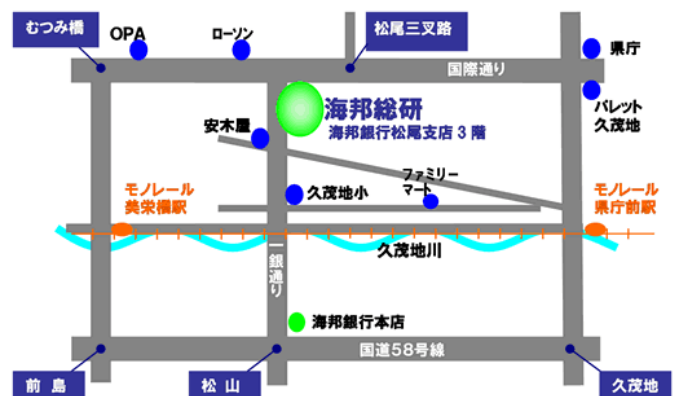 むつみ橋
OPA
ローソン
松尾三叉路
県庁
国際通り
パレット
久茂地
海邦総研
海邦銀行松尾支店3階
安木屋
ファミリー
マート
久茂地小
モノレール
美栄橋駅
モノレール
県庁前駅
久茂地川
一銀通り
海邦銀行本店
国道58号線
前島
松山
久茂地